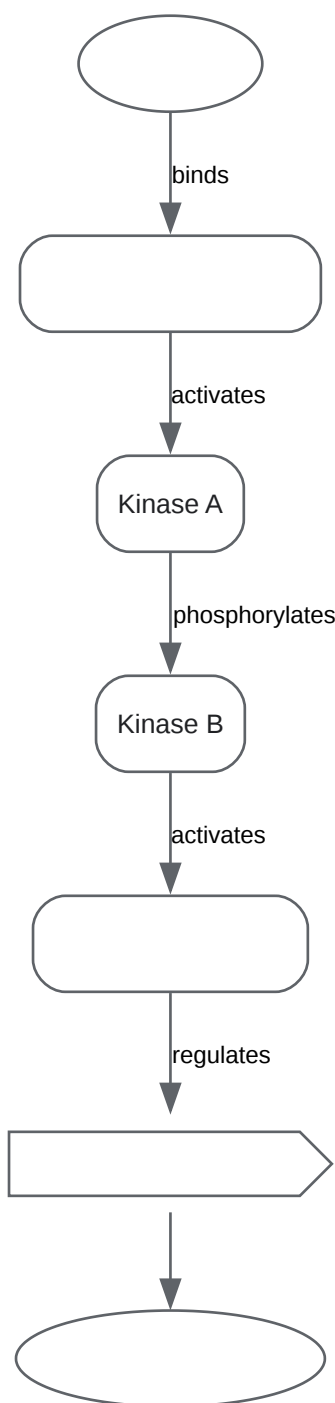 binds
activates
Kinase A
phosphorylates
Kinase B
activates
regulates